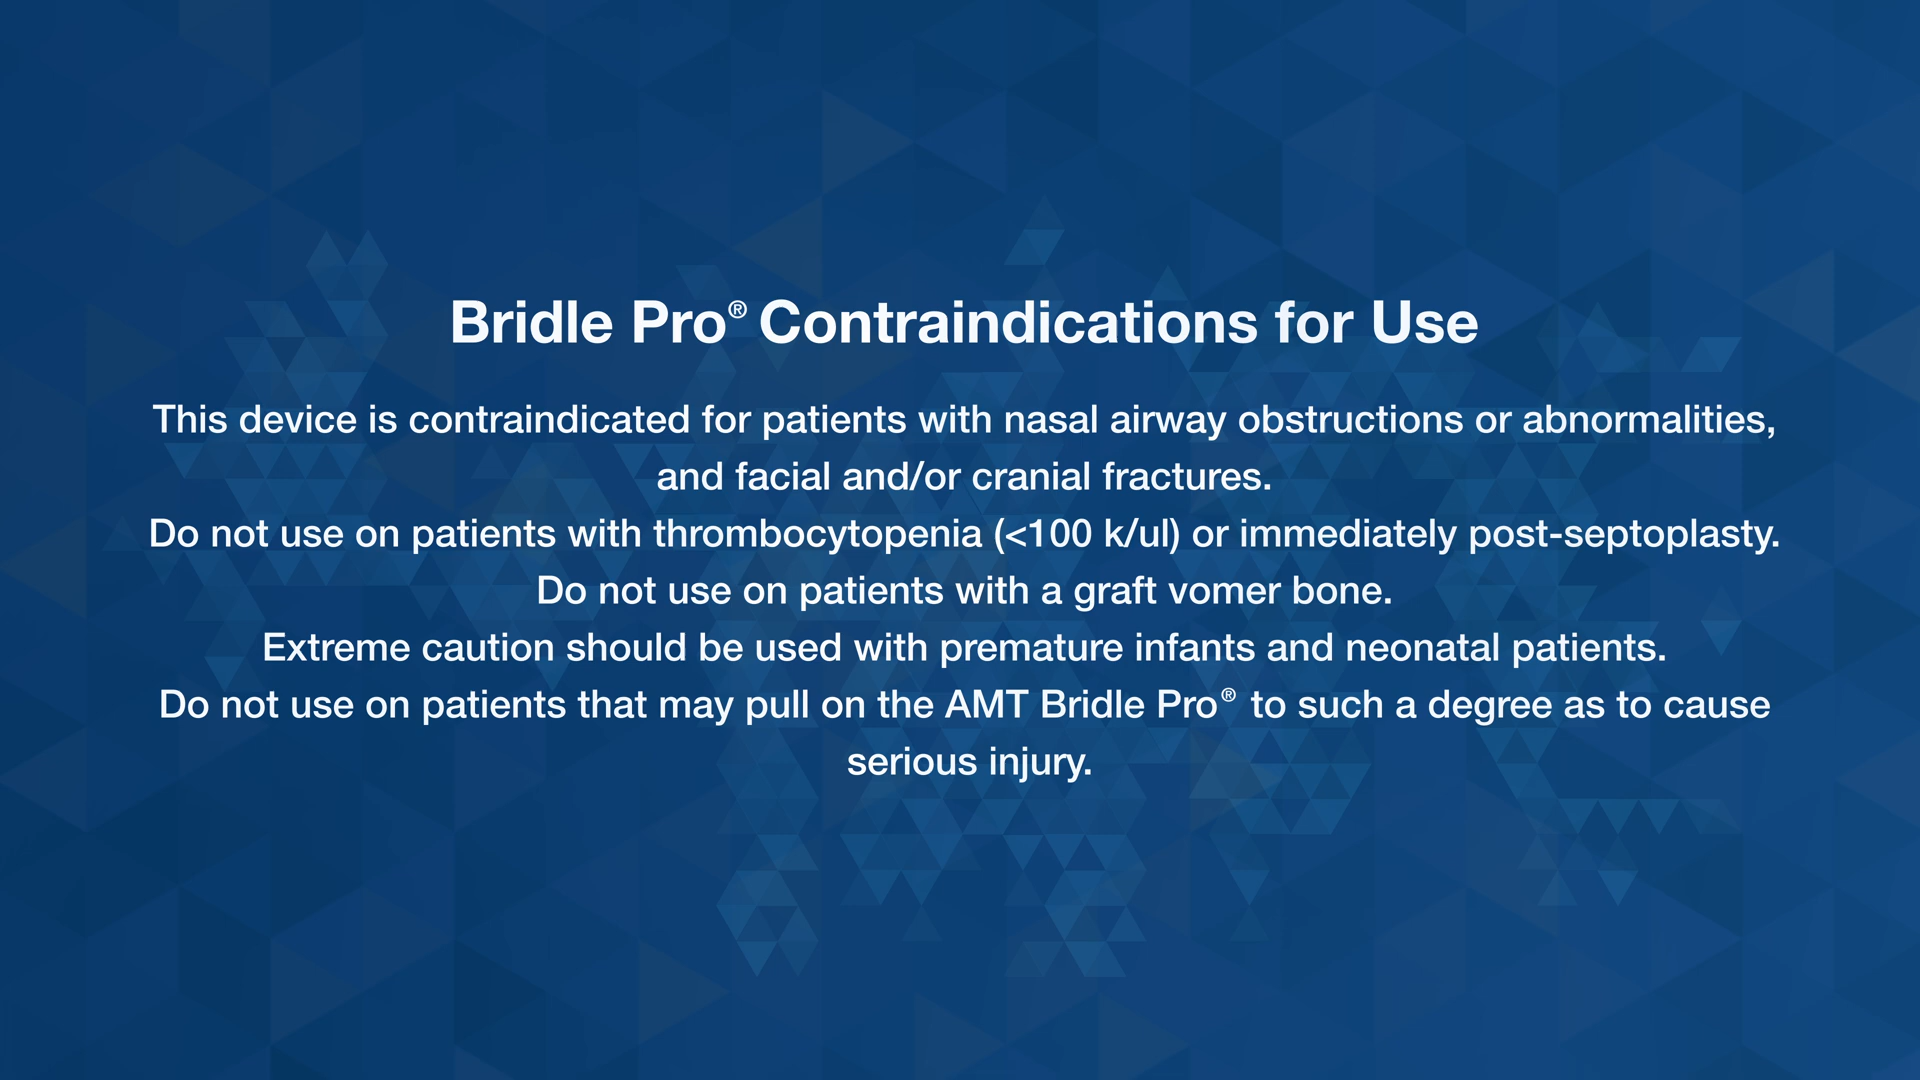 Bridle Pro® Contraindications for Use
This device is contraindicated for patients with nasal airway obstructions or abnormalities,
and facial and/or cranial fractures.
Do not use on patients with thrombocytopenia (<100 k/ul) or immediately post-septoplasty.
Do not use on patients with a graft vomer bone.
Extreme caution should be used with premature infants and neonatal patients.
Do not use on patients that may pull on the AMT Bridle Pro® to such a degree as to cause
serious injury.